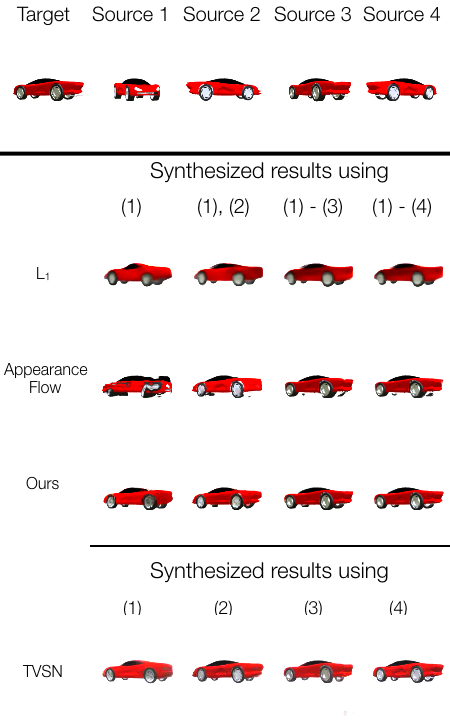 Target Source 1 Source 2 Source 3 Source 4
Synthesized results using
(1) (1), (2) (1) - (3) (1) - (4)
L₁
Appearance
Flow
Ours
Synthesized results using
(1) (2) (3) (4)
TVSN